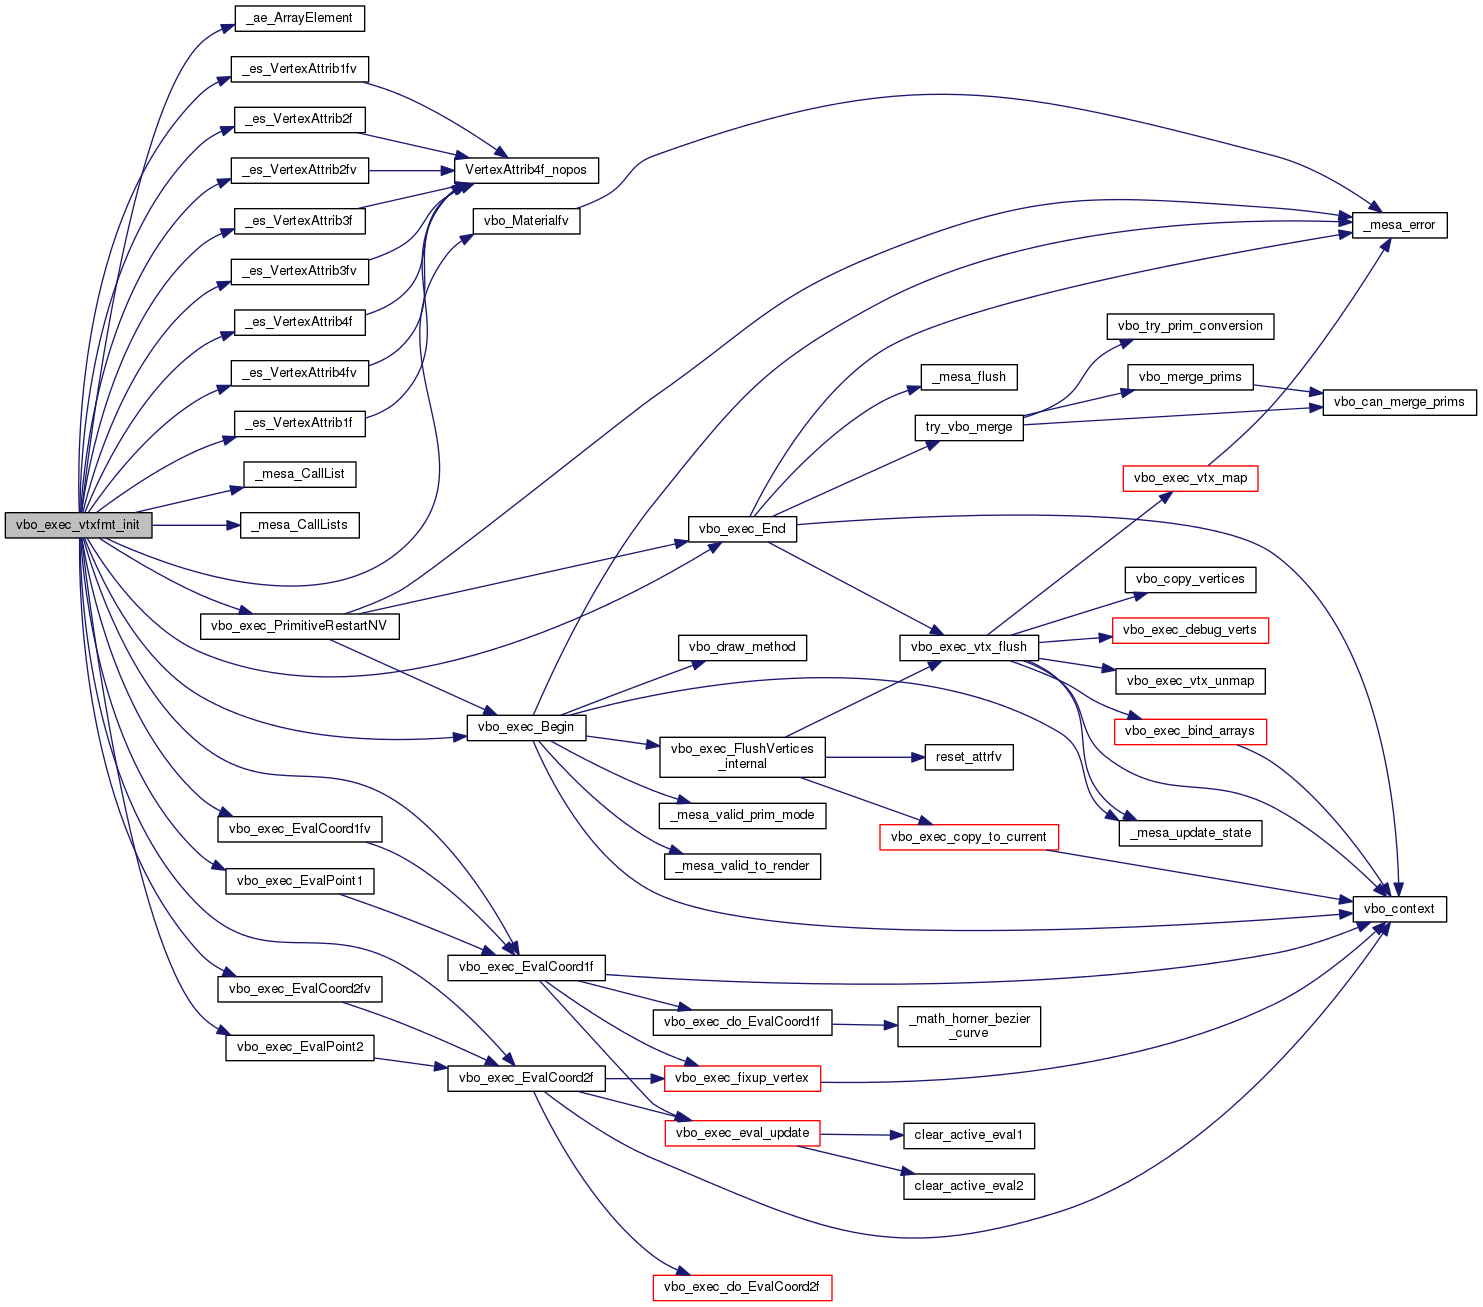 _ae_ArrayElement
_es_VertexAttrib1fv
_es_VertexAttrib2f
_es_VertexAttrib2fv
VertexAttrib4f_nopos
_es_VertexAttrib3f
vbo_Materialfv
_mesa_error
_es_VertexAttrib3fv
_es_VertexAttrib4f
vbo_try_prim_conversion
_es_VertexAttrib4fv
_mesa_flush
vbo_merge_prims
vbo_can_merge_prims
_es_VertexAttrib1f
try_vbo_merge
_mesa_CallList
vbo_exec_vtx_map
vbo_exec_vtxfmt_init
_mesa_CallLists
vbo_exec_End
vbo_copy_vertices
vbo_exec_PrimitiveRestartNV
vbo_exec_debug_verts
vbo_draw_method
vbo_exec_vtx_flush
vbo_exec_vtx_unmap
vbo_exec_Begin
vbo_exec_bind_arrays
vbo_exec_FlushVertices
_internal
reset_attrfv
_mesa_valid_prim_mode
vbo_exec_EvalCoord1fv
vbo_exec_copy_to_current
_mesa_update_state
_mesa_valid_to_render
vbo_exec_EvalPoint1
vbo_context
vbo_exec_EvalCoord1f
vbo_exec_EvalCoord2fv
vbo_exec_do_EvalCoord1f
_math_horner_bezier
_curve
vbo_exec_EvalPoint2
vbo_exec_EvalCoord2f
vbo_exec_fixup_vertex
vbo_exec_eval_update
clear_active_eval1
clear_active_eval2
vbo_exec_do_EvalCoord2f